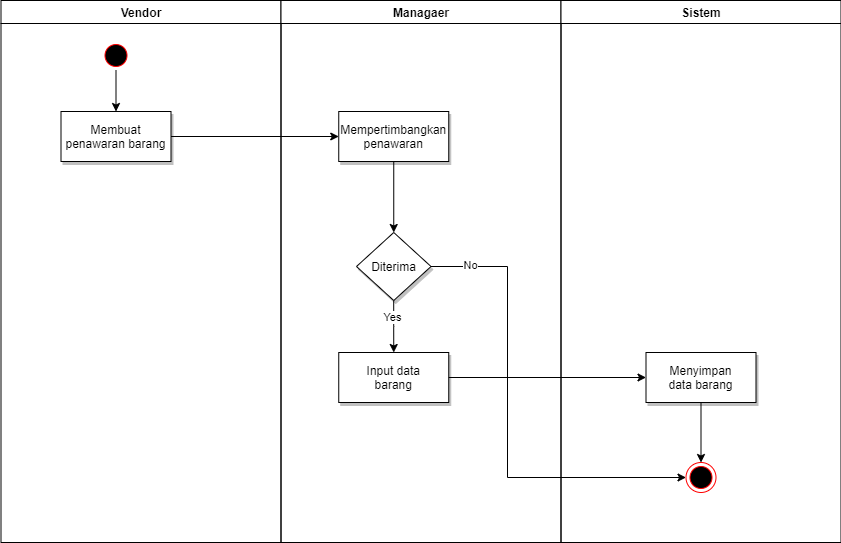 Vendor
Managaer
Sistem
Membuat
penawaran barang
Mempertimbangkan
penawaran
Diterima
No
Yes
Input data
barang
Menyimpan
data barang